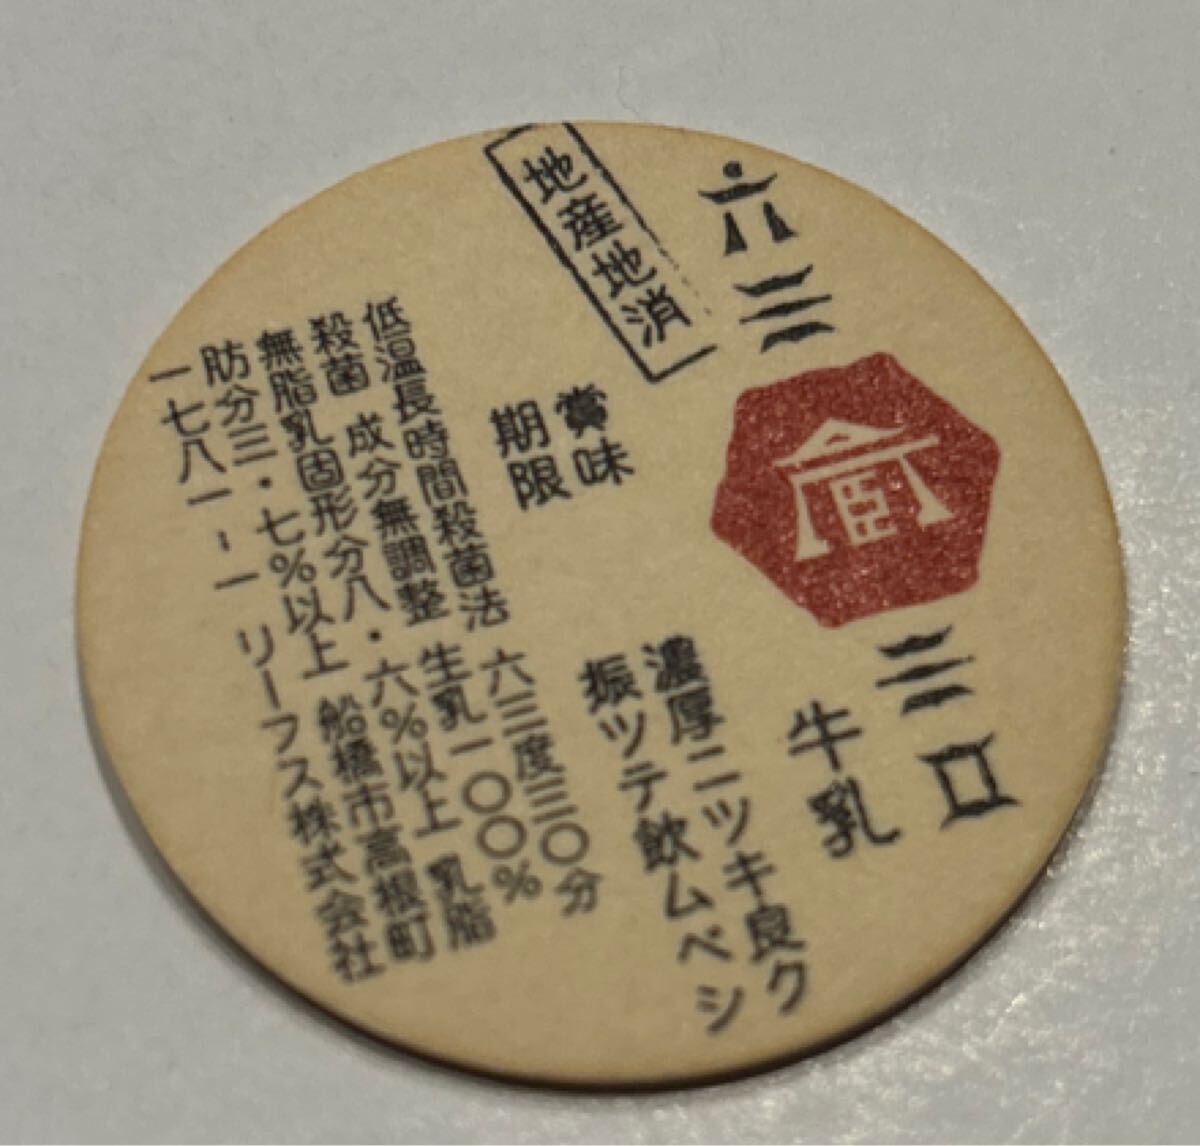 六三蔵三〇
牛乳
地産地消
濃厚ニツキ良ク
振ツテ飲ムベシ
賞味
期限
低温長時間殺菌法 六三度三〇分
殺菌 成分無調整 生乳一〇〇%
無脂乳固形分八・六%以上 乳脂
肪分三・七%以上 船橋市高根町
一七八一-一 リーフス株式会社